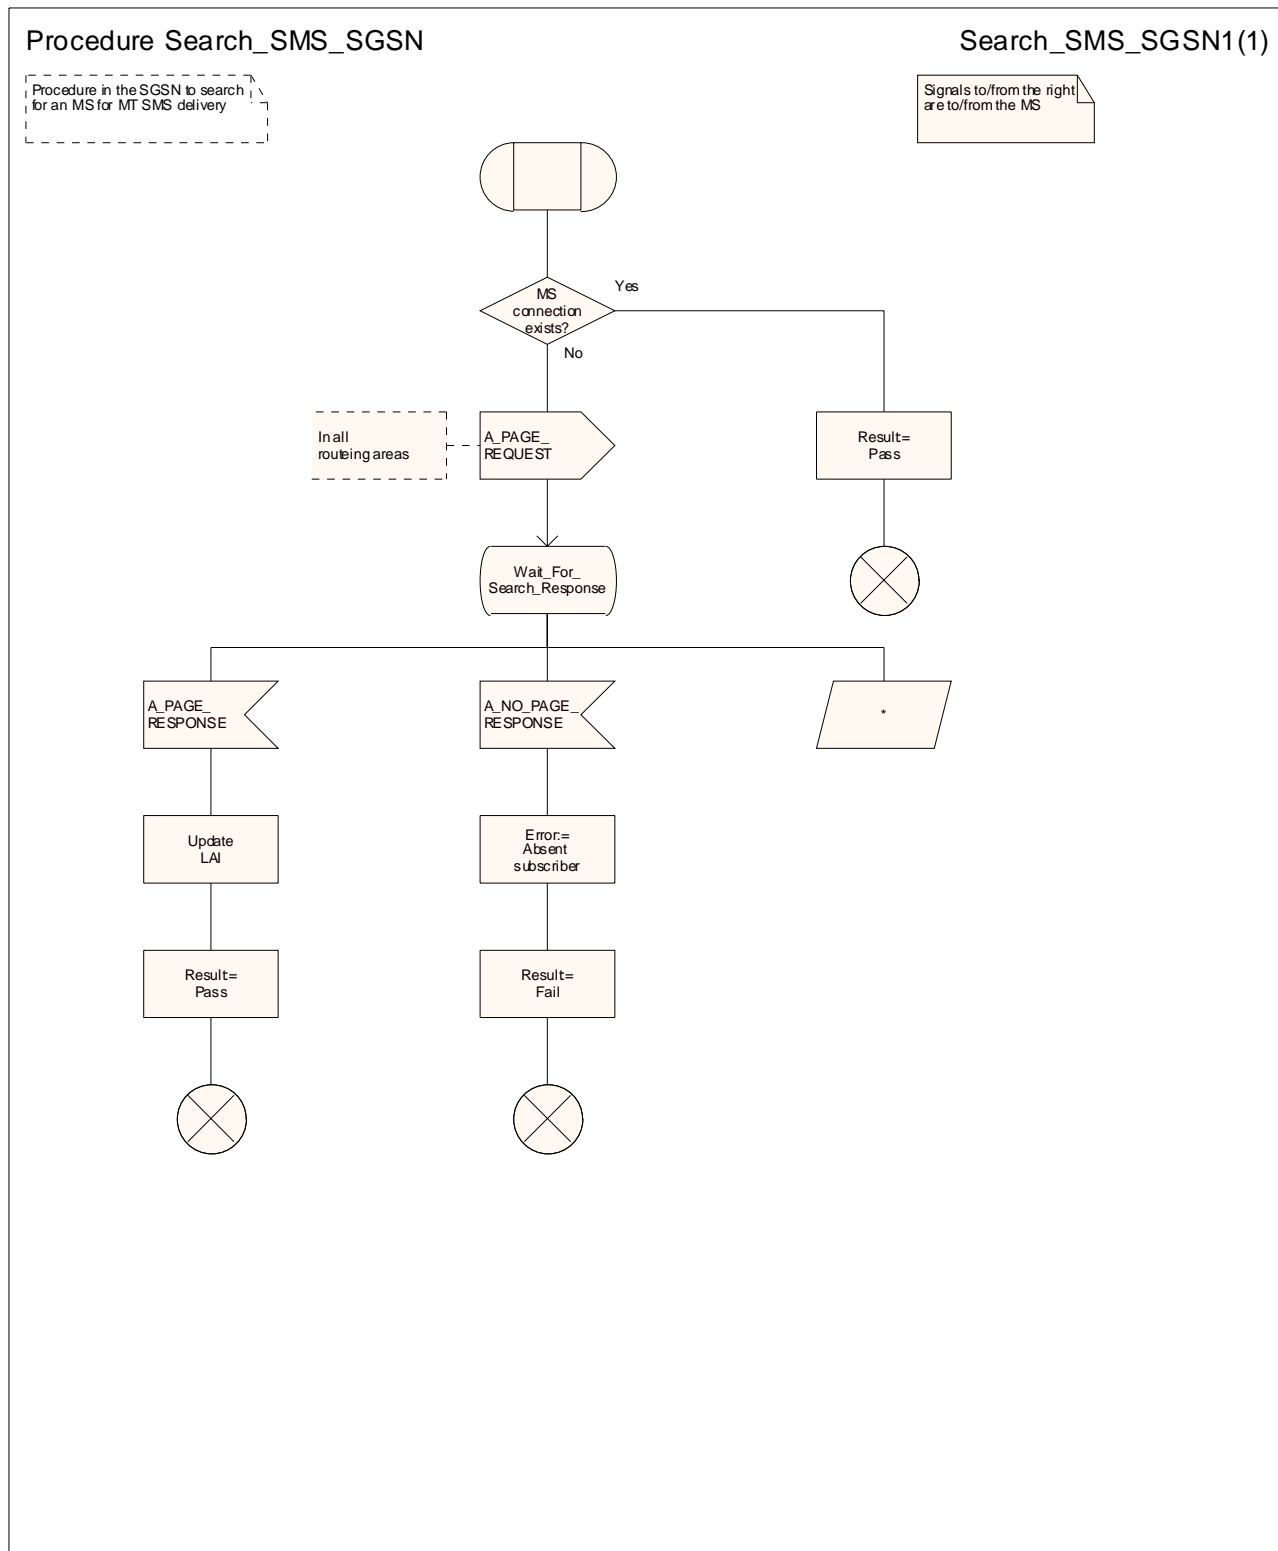 Procedure Search_SMS_SGSN
Search_SMS_SGSN1(1)
Procedure in the SGSN to search
for an MS for MT SMS delivery
Signals to/from the right
are to/from the MS
MS
connection
exists?
Yes
No
In all
routeing areas
A_PAGE_
REQUEST
Result:=
Pass
Wait_For_
Search_Response
A_PAGE_
RESPONSE
A_NO_PAGE_
RESPONSE
*
Update
LAI
Error:=
Absent
subscriber
Result:=
Pass
Result:=
Fail